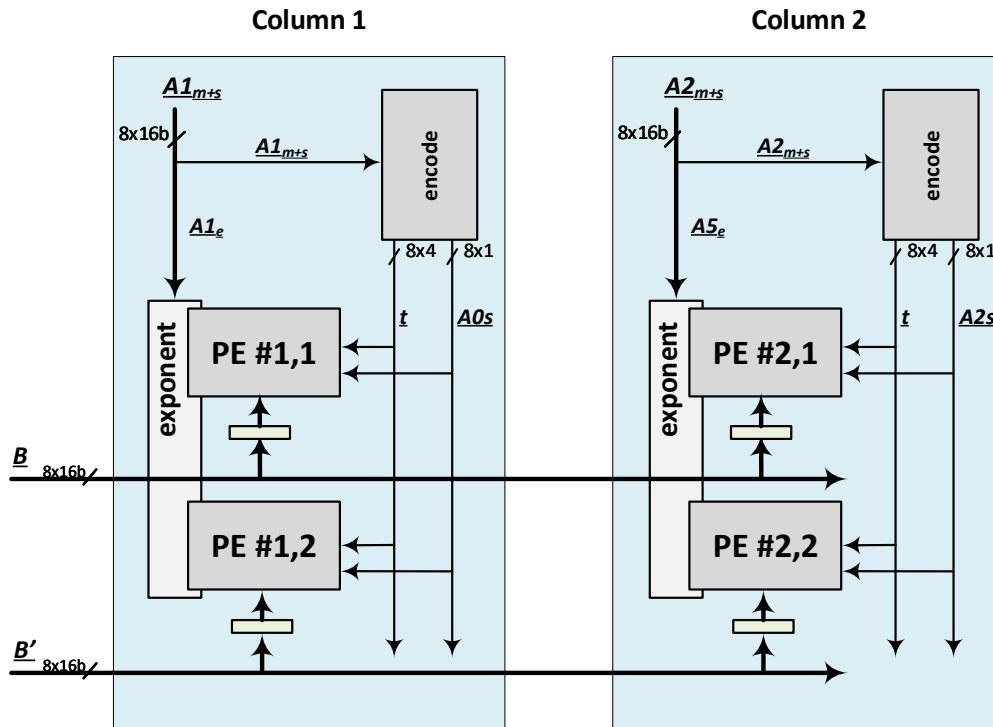 Column 1
Column 2
A1m+s
A2m+s
8x16b
A1m+s
encode
8x16b
A2m+s
encode
A1e
A5e
8x4
8x1
8x4
8x1
t
A0s
t
A2s
exponent
PE #1,1
exponent
PE #2,1
B
8x16b
PE #1,2
PE #2,2
B’
8x16b